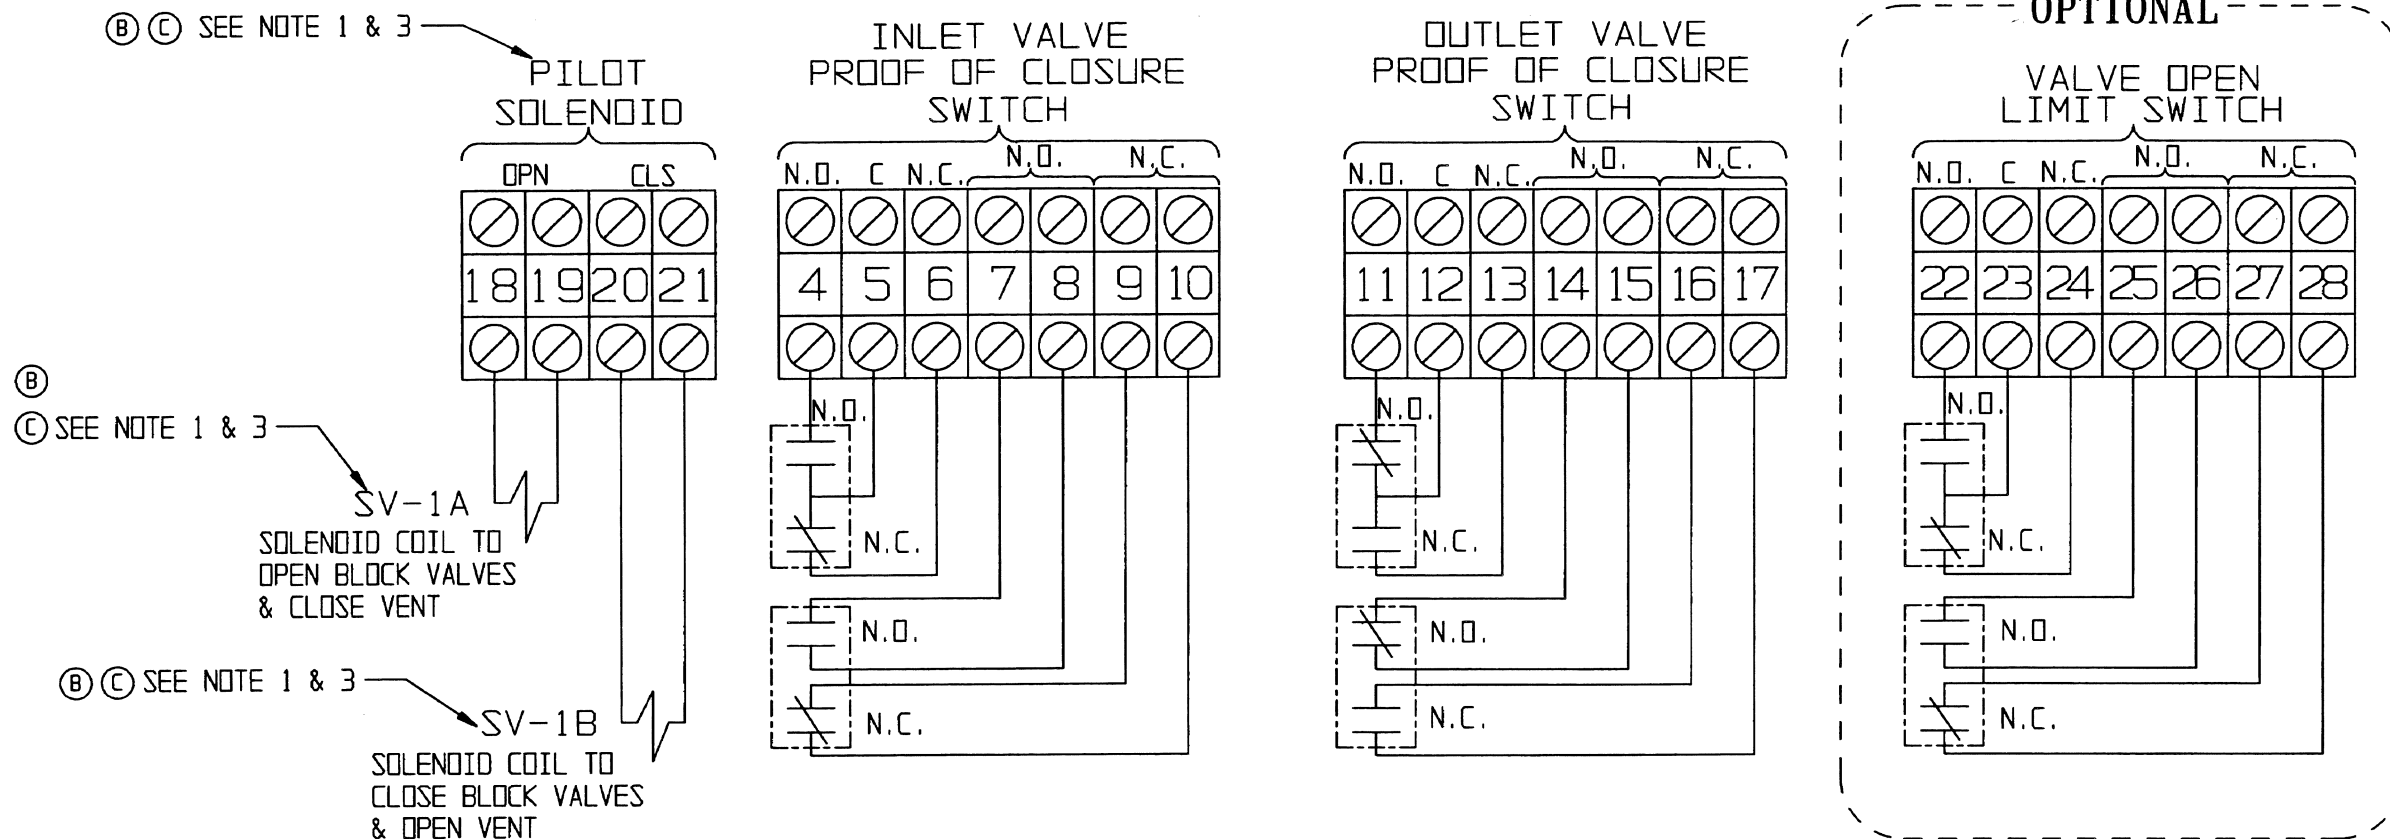 Ⓑ Ⓒ SEE NOTE 1 & 3
PILOT
SOLENOID
OPN CLS
18 19 20 21
Ⓑ
Ⓒ SEE NOTE 1 & 3
SV-1A
SOLENOID COIL TO
OPEN BLOCK VALVES
& CLOSE VENT
Ⓑ Ⓒ SEE NOTE 1 & 3
SV-1B
SOLENOID COIL TO
CLOSE BLOCK VALVES
& OPEN VENT
INLET VALVE
PROOF OF CLOSURE
SWITCH
N.O. C N.C. N.O. N.C.
4 5 6 7 8 9 10
N.O.
N.C.
N.O.
N.C.
OUTLET VALVE
PROOF OF CLOSURE
SWITCH
N.O. C N.C. N.O. N.C.
11 12 13 14 15 16 17
N.O.
N.C.
N.O.
N.C.
OPTIONAL
VALVE OPEN
LIMIT SWITCH
N.O. C N.C. N.O. N.C.
22 23 24 25 26 27 28
N.O.
N.C.
N.O.
N.C.